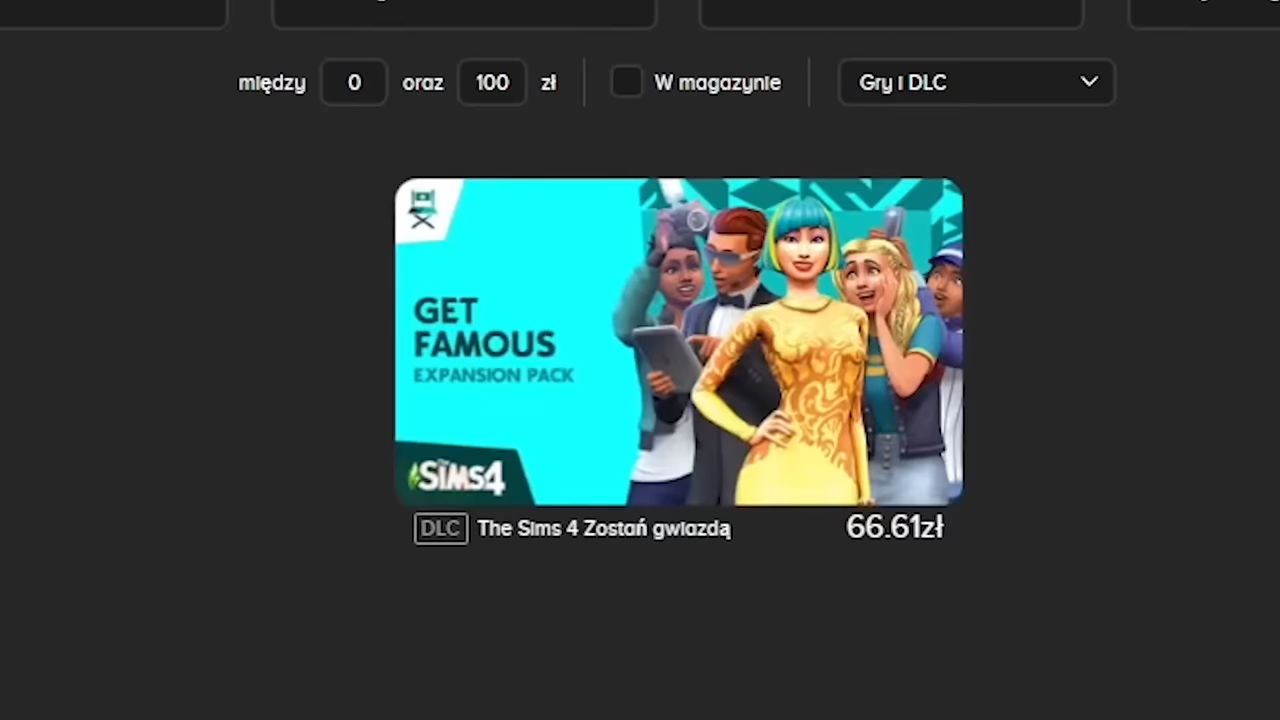 między 0 oraz 100 zł W magazynie Gry i DLC
GET
FAMOUS
EXPANSION PACK
The SIMS4
DLC The Sims 4 Zostań gwiazdą 66.61zł